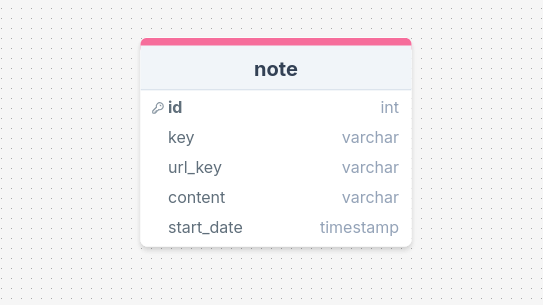 note
id int
key varchar
url_key varchar
content varchar
start_date timestamp